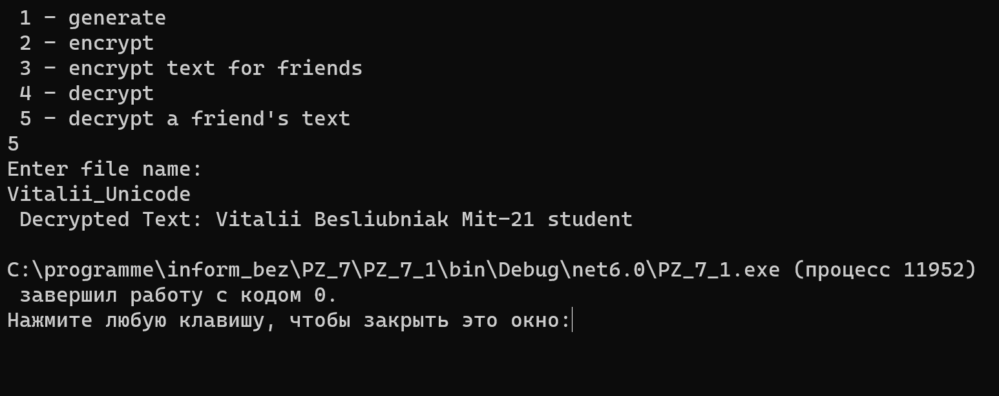 1 - generate
2 - encrypt
3 - encrypt text for friends
4 - decrypt
5 - decrypt a friend's text
5
Enter file name:
Vitalii_Unicode
Decrypted Text: Vitalii Besliubniak Mit-21 student
C:\programme\inform_bez\PZ_7\PZ_7_1\bin\Debug\net6.0\PZ_7_1.exe (процесс 11952)
завершил работу с кодом 0.
Нажмите любую клавишу, чтобы закрыть это окно: